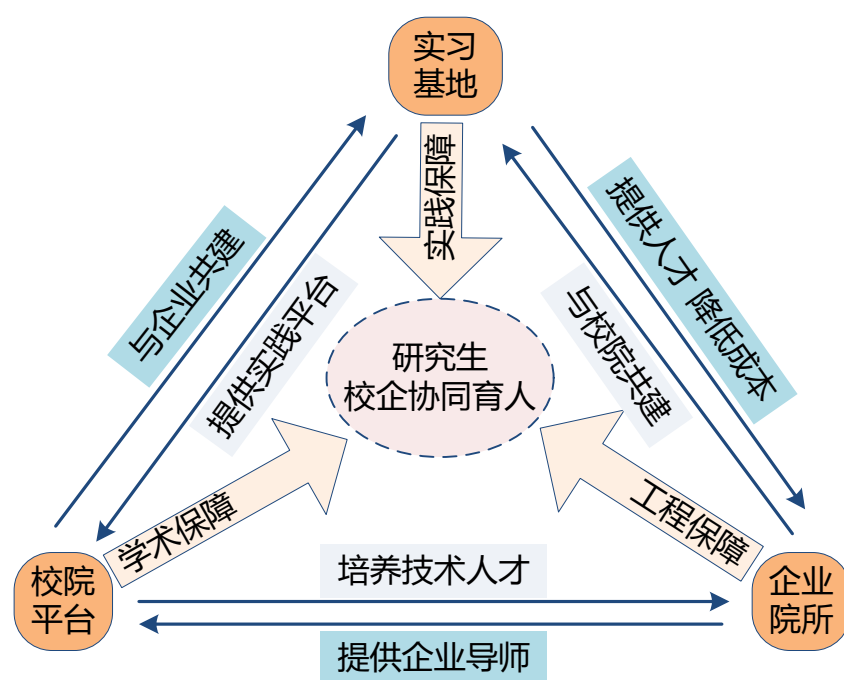 实习
基地
实践保障
与企业共建
提供实践平台
提供人才 降低成本
与校院共建
研究生
校企协同育人
学术保障
工程保障
校院
平台
培养技术人才
提供企业导师
企业
院所